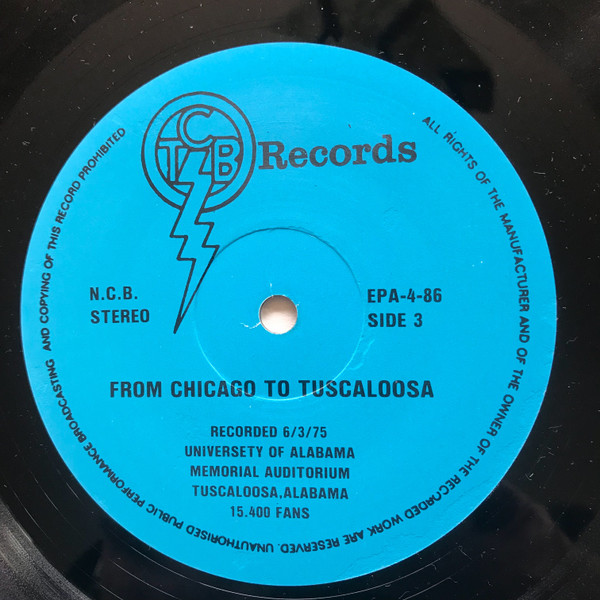 TCB Records
ALL RIGHTS OF THE MANUFACTURER AND OF THE OWNER OF THE RECORDED WORK ARE RESERVED. UNAUTHORISED PUBLIC PERFORMANCE BROADCASTING AND COPYING OF THIS RECORD PROHIBITED
N.C.B.
STEREO
EPA-4-86
SIDE 3
FROM CHICAGO TO TUSCALOOSA
RECORDED 6/3/75
UNIVERSETY OF ALABAMA
MEMORIAL AUDITORIUM
TUSCALOOSA,ALABAMA
15.400 FANS